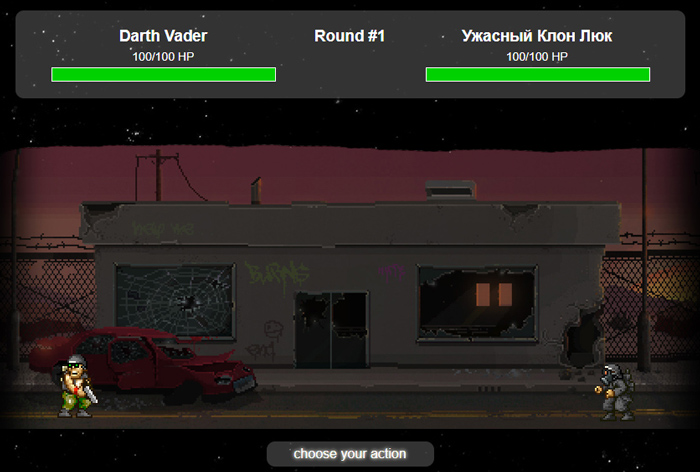 Darth Vader
Round #1
Ужасный Клон Люк
100/100 HP
100/100 HP
BURNS
choose your action